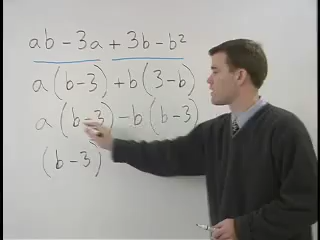 ab - 3a + 3b - b²
a(b-3) + b(3-b)
a(b-3) - b(b-3)
(b-3)